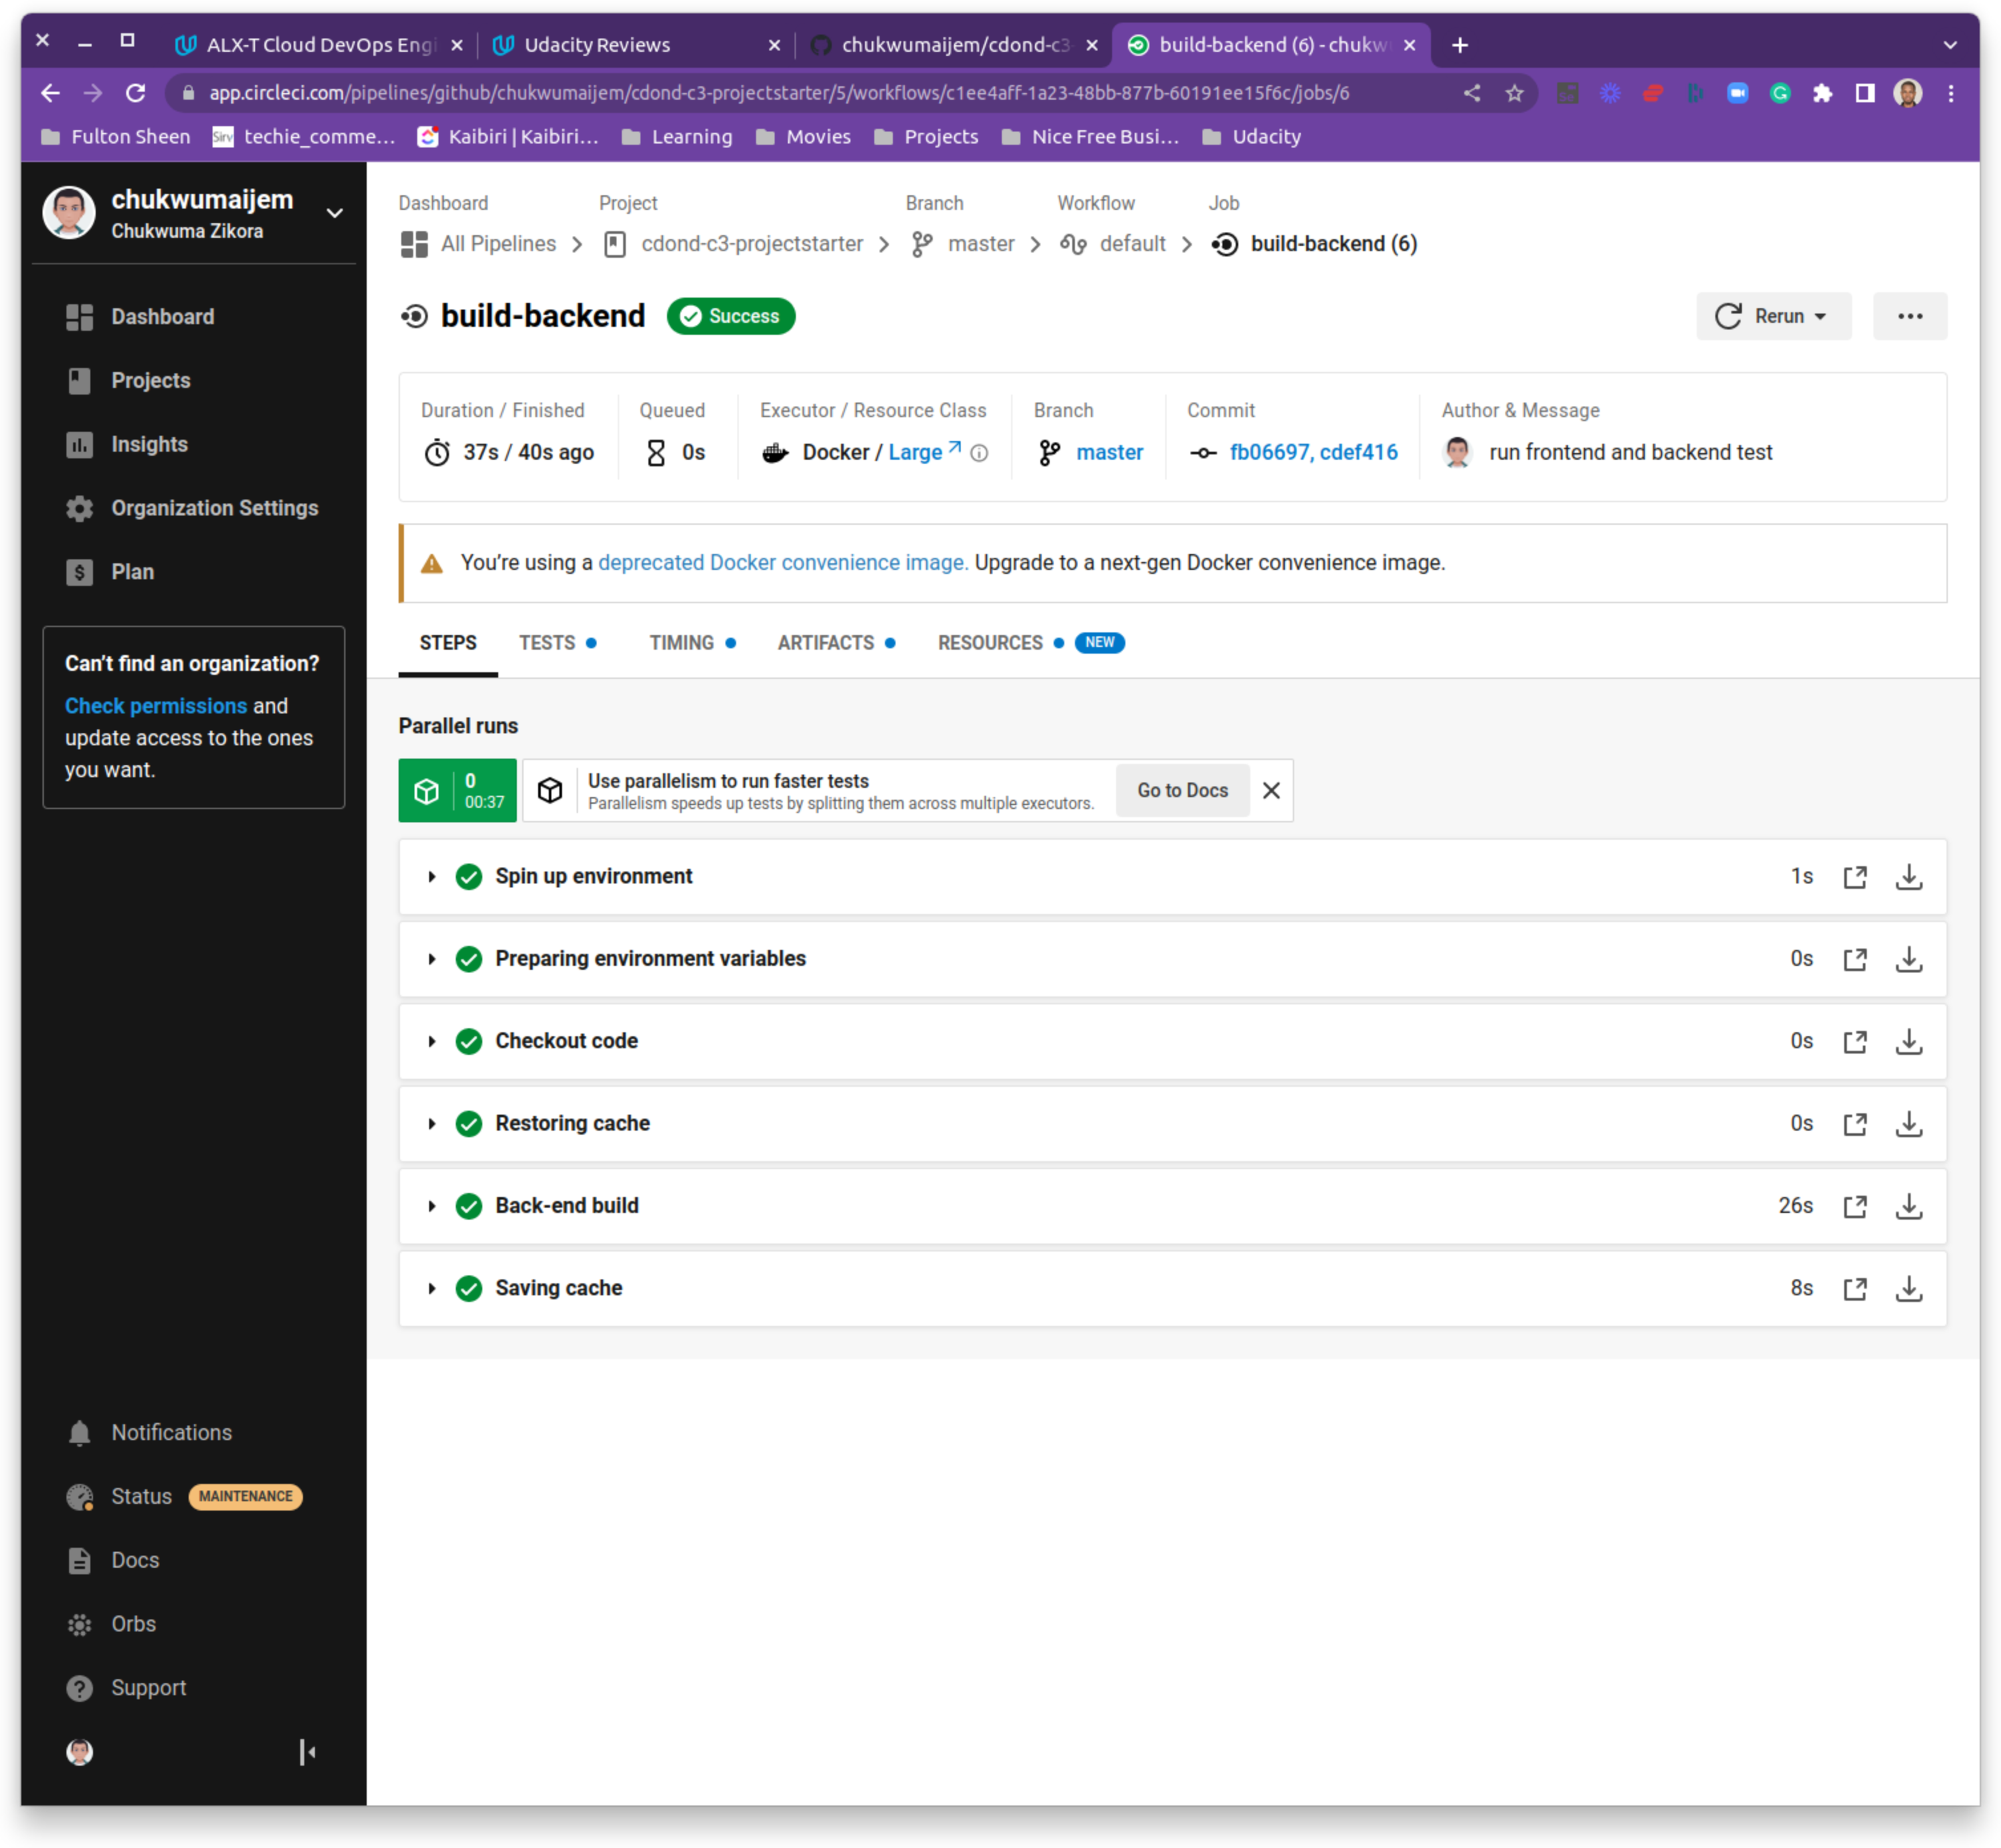 ALX-T Cloud DevOps Engi
Udacity Reviews
chukwumaijem/cdond-c3-
build-backend (6) - chukw
app.circleci.com/pipelines/github/chukwumaijem/cdond-c3-projectstarter/5/workflows/c1ee4aff-1a23-48bb-877b-60191ee15f6c/jobs/6
Fulton Sheen
Sirv techie_comme...
Kaibiri | Kaibiri...
Learning
Movies
Projects
Nice Free Busi...
Udacity
chukwumaijem
Chukwuma Zikora
Dashboard
Projects
Insights
Organization Settings
Plan
Can't find an organization?
Check permissions and
update access to the ones
you want.
Notifications
Status MAINTENANCE
Docs
Orbs
Support
Dashboard Project Branch Workflow Job
All Pipelines cdond-c3-projectstarter master default build-backend (6)
build-backend Success
Rerun
Duration / Finished
37s / 40s ago
Queued
0s
Executor / Resource Class
Docker / Large
Branch
master
Commit
fb06697, cdef416
Author & Message
run frontend and backend test
You're using a deprecated Docker convenience image. Upgrade to a next-gen Docker convenience image.
STEPS TESTS TIMING ARTIFACTS RESOURCES NEW
Parallel runs
0
00:37
Use parallelism to run faster tests
Parallelism speeds up tests by splitting them across multiple executors.
Go to Docs
Spin up environment 1s
Preparing environment variables 0s
Checkout code 0s
Restoring cache 0s
Back-end build 26s
Saving cache 8s